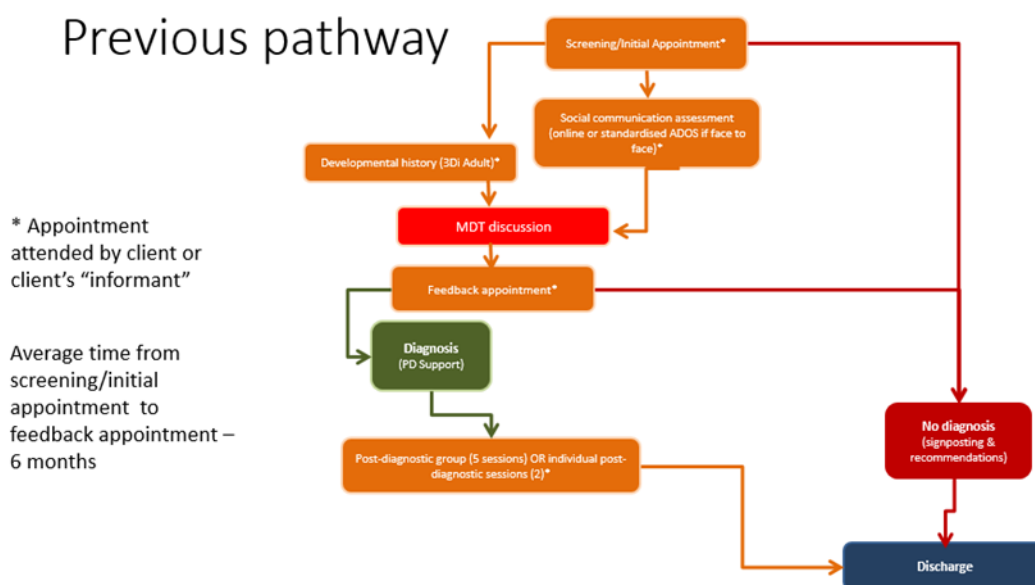 Previous pathway
Screening/Initial Appointment*
Social communication assessment
(online or standardised ADOS if face to
face)*
Developmental history (3Di Adult)*
* Appointment
attended by client or
client's "informant"
MDT discussion
Feedback appointment*
Diagnosis
(PD Support)
Average time from
screening/initial
appointment to
feedback appointment –
6 months
No diagnosis
(signposting &
recommendations)
Post-diagnostic group (5 sessions) OR individual post-
diagnostic sessions (2)*
Discharge